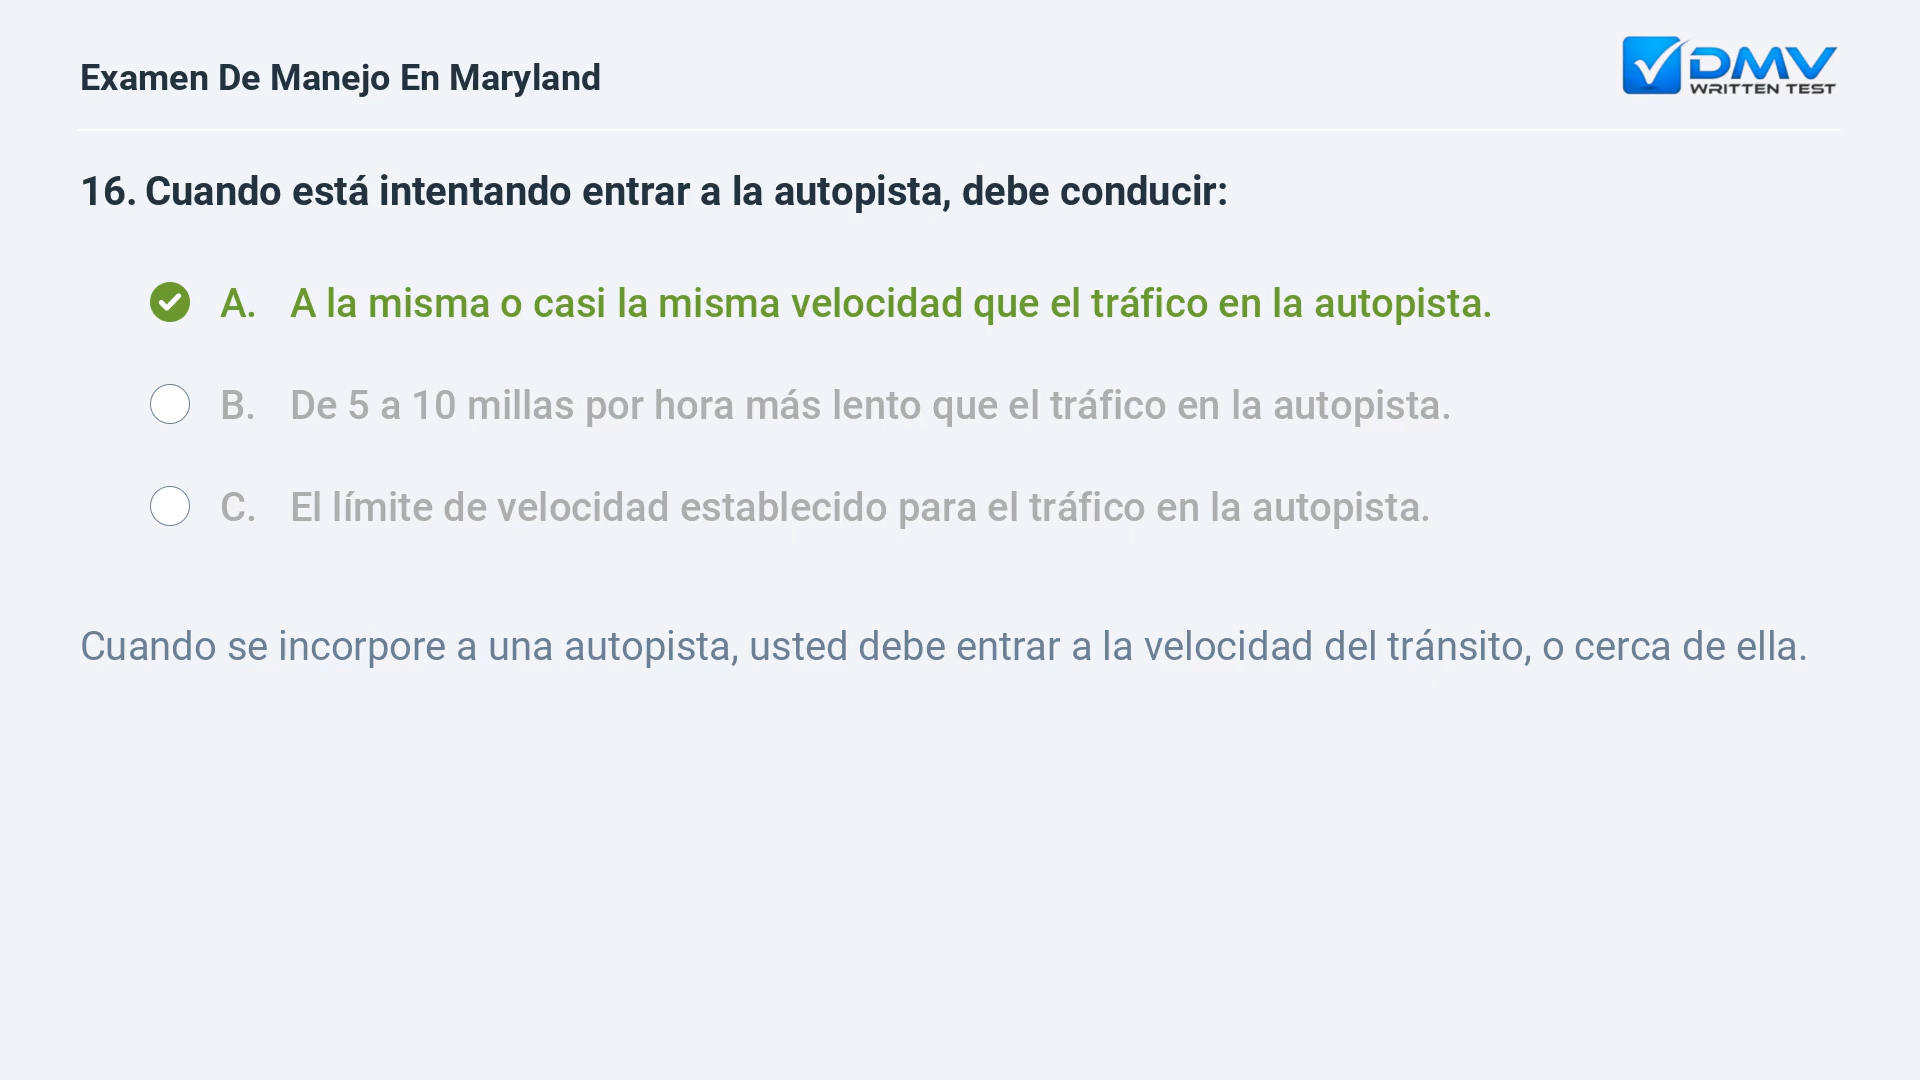 Examen De Manejo En Maryland
DMV
WRITTEN TEST
16. Cuando está intentando entrar a la autopista, debe conducir:
A. A la misma o casi la misma velocidad que el tráfico en la autopista.
B. De 5 a 10 millas por hora más lento que el tráfico en la autopista.
C. El límite de velocidad establecido para el tráfico en la autopista.
Cuando se incorpore a una autopista, usted debe entrar a la velocidad del tránsito, o cerca de ella.